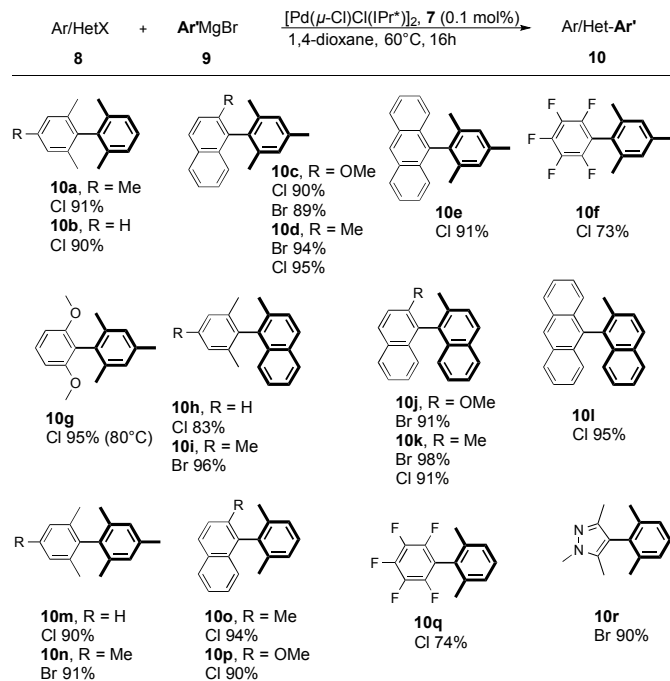 Ar/HetX + Ar'MgBr [Pd(μ-Cl)Cl(IPr*)]₂, 7 (0.1 mol%) Ar/Het-Ar'
8 9 1,4-dioxane, 60°C, 16h 10
R
10a, R = Me
Cl 91%
10b, R = H
Cl 90%
R
10c, R = OMe
Cl 90%
Br 89%
10d, R = Me
Br 94%
Cl 95%
10e
Cl 91%
F F F F F
10f
Cl 73%
O O
10g
Cl 95% (80°C)
R
10h, R = H
Cl 83%
10i, R = Me
Br 96%
R
10j, R = OMe
Br 91%
10k, R = Me
Br 98%
Cl 91%
10l
Cl 95%
R
10m, R = H
Cl 90%
10n, R = Me
Br 91%
R
10o, R = Me
Cl 94%
10p, R = OMe
Cl 90%
F F F F F
10q
Cl 74%
N N
10r
Br 90%